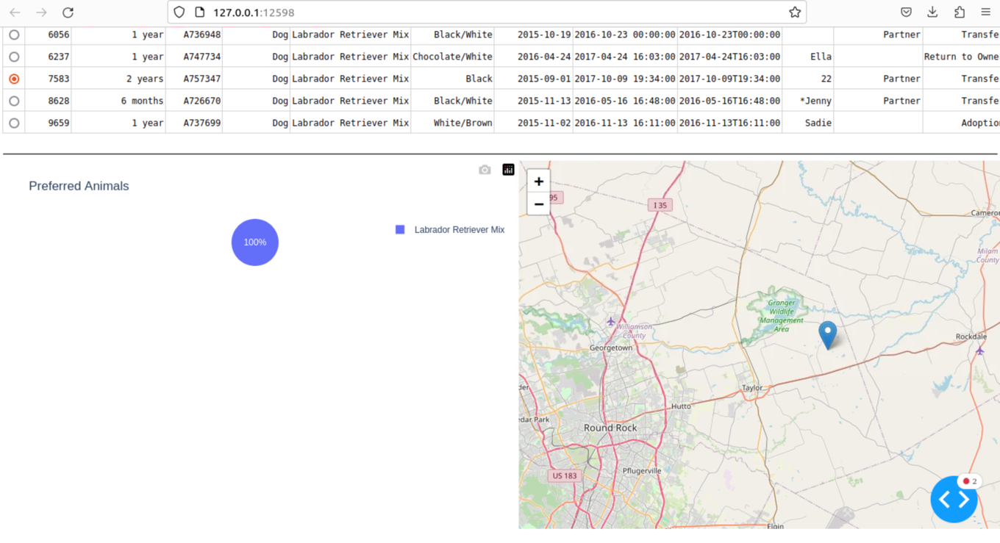 127.0.0.1:12598
6056 1 year A736948 Dog Labrador Retriever Mix Black/White 2015-10-19 2016-10-23 00:00:00 2016-10-23T00:00:00 Partner Transfe
6237 1 year A747734 Dog Labrador Retriever Mix Chocolate/White 2016-04-24 2017-04-24 16:03:00 2017-04-24T16:03:00 Ella Return to Owne
7583 2 years A757347 Dog Labrador Retriever Mix Black 2015-09-01 2017-10-09 19:34:00 2017-10-09T19:34:00 22 Partner Transfe
8628 6 months A726670 Dog Labrador Retriever Mix Black/White 2015-11-13 2016-05-16 16:48:00 2016-05-16T16:48:00 *Jenny Partner Transfe
9659 1 year A737699 Dog Labrador Retriever Mix White/Brown 2015-11-02 2016-11-13 16:11:00 2016-11-13T16:11:00 Sadie Adoptio
Preferred Animals
100%
Labrador Retriever Mix
+
−
95
I 35
Cameron
Milam
County
Granger
Wildlife
Management
Area
Williamson
County
Georgetown
Rockdale
Taylor
der
Hutto
edar Park
Round Rock
Pflugerville
US 183
2
Elgin